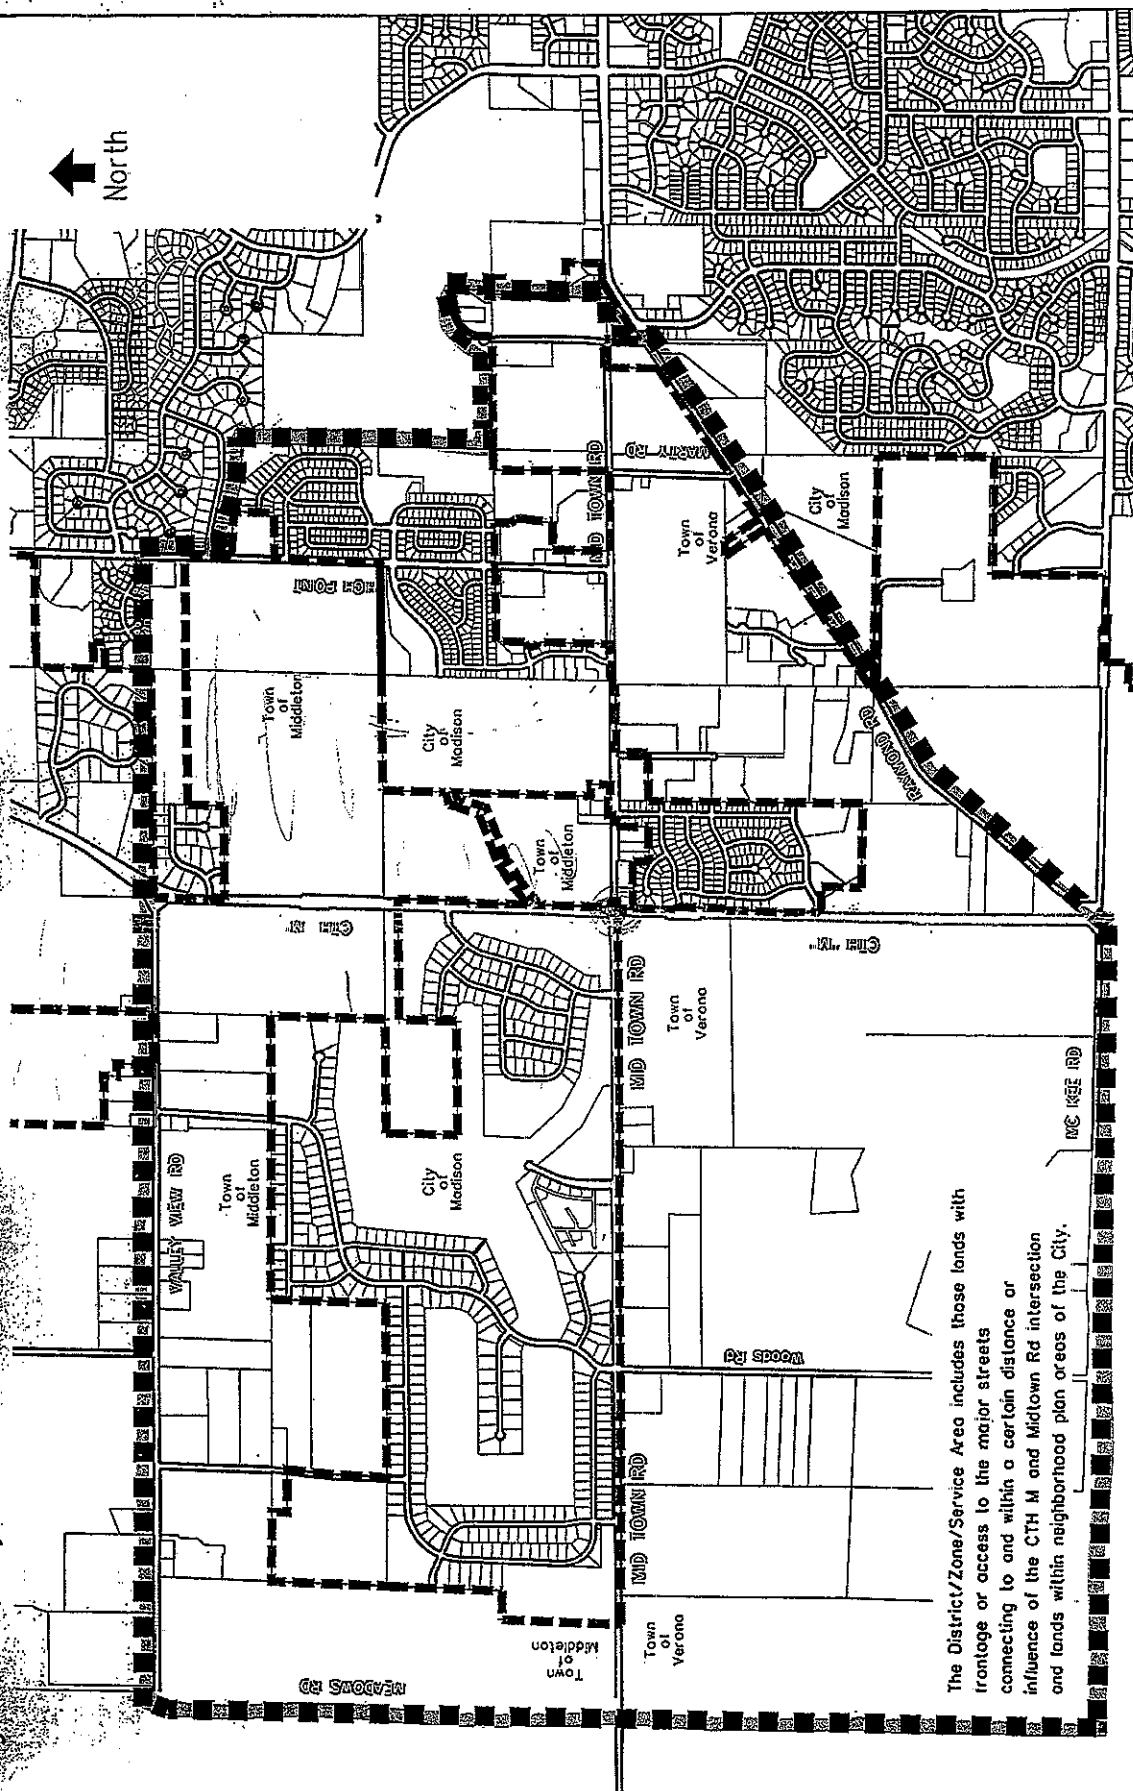 North
VALLEY VIEW RD
HIGH POINT
Town
of
Middleton
City
of
Madison
Town
of
Middleton
MID TOWN RD
MARTY RD
Town
of
Verona
City
of
Madison
RAYMOND RD
CTH "M"
CTH "M"
Town
of
Middleton
City
of
Madison
MID TOWN RD
Town
of
Verona
MC KEE RD
Woods Rd
MID TOWN RD
MEADOWS RD
Town
of
Middleton
Town
of
Verona
The District/Zone/Service Area includes those lands with
frontage or access to the major streets
connecting to and within a certain distance or
influence of the CTH M and Midtown Rd intersection
and lands within neighborhood plan areas of the City.